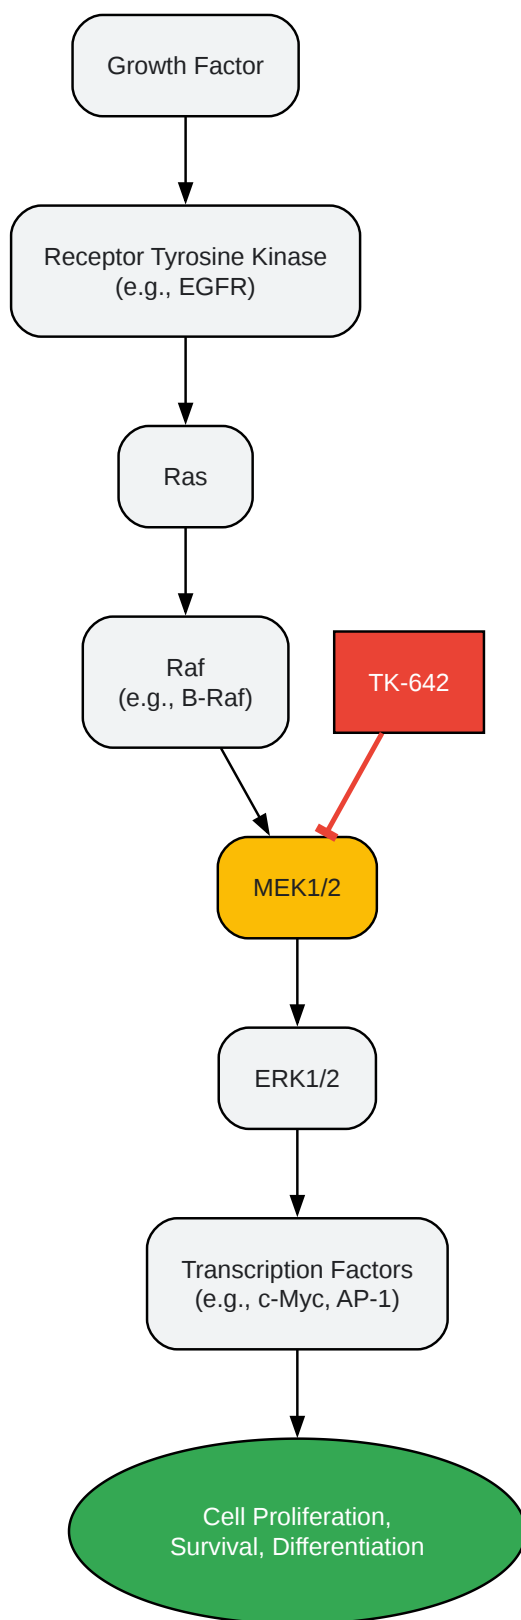 Growth Factor
Receptor Tyrosine Kinase
(e.g., EGFR)
Ras
Raf
(e.g., B-Raf)
TK-642
MEK1/2
ERK1/2
Transcription Factors
(e.g., c-Myc, AP-1)
Cell Proliferation,
Survival, Differentiation